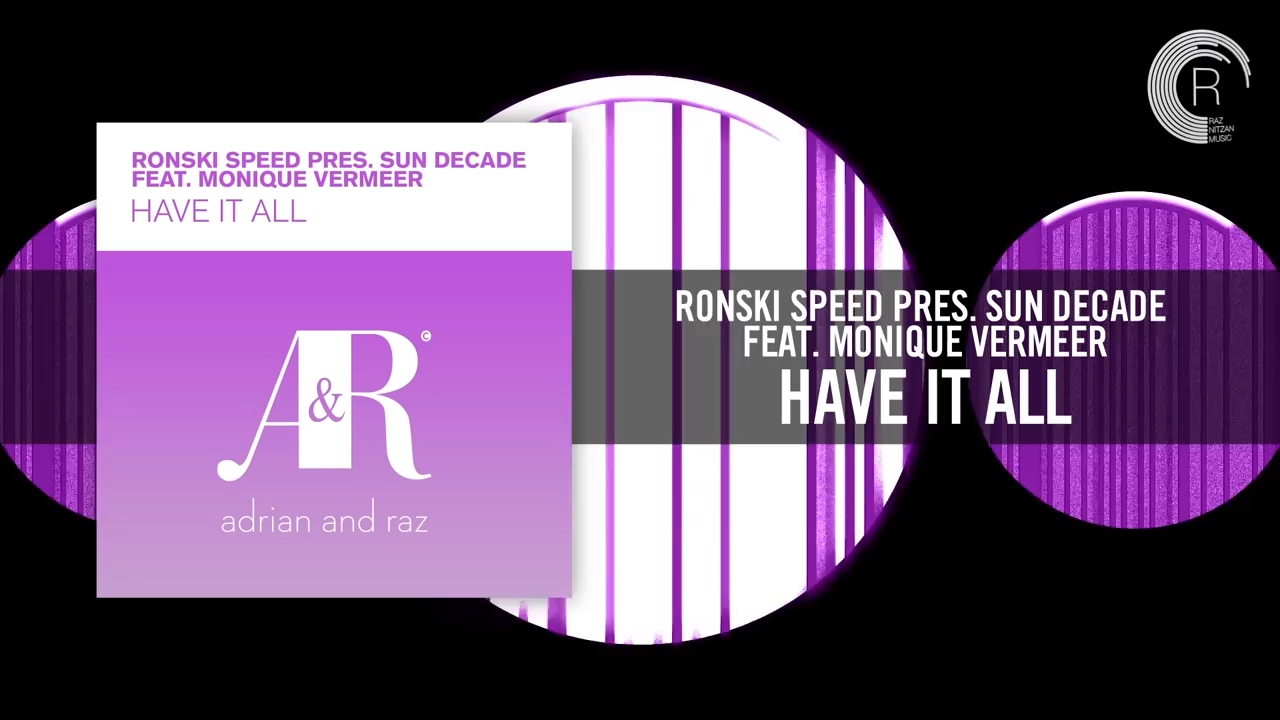 RONSKI SPEED PRES. SUN DECADE
FEAT. MONIQUE VERMEER
HAVE IT ALL
A&R©
adrian and raz
R
RAZ
NITZAN
MUSIC
RONSKI SPEED PRES. SUN DECADE
FEAT. MONIQUE VERMEER
HAVE IT ALL